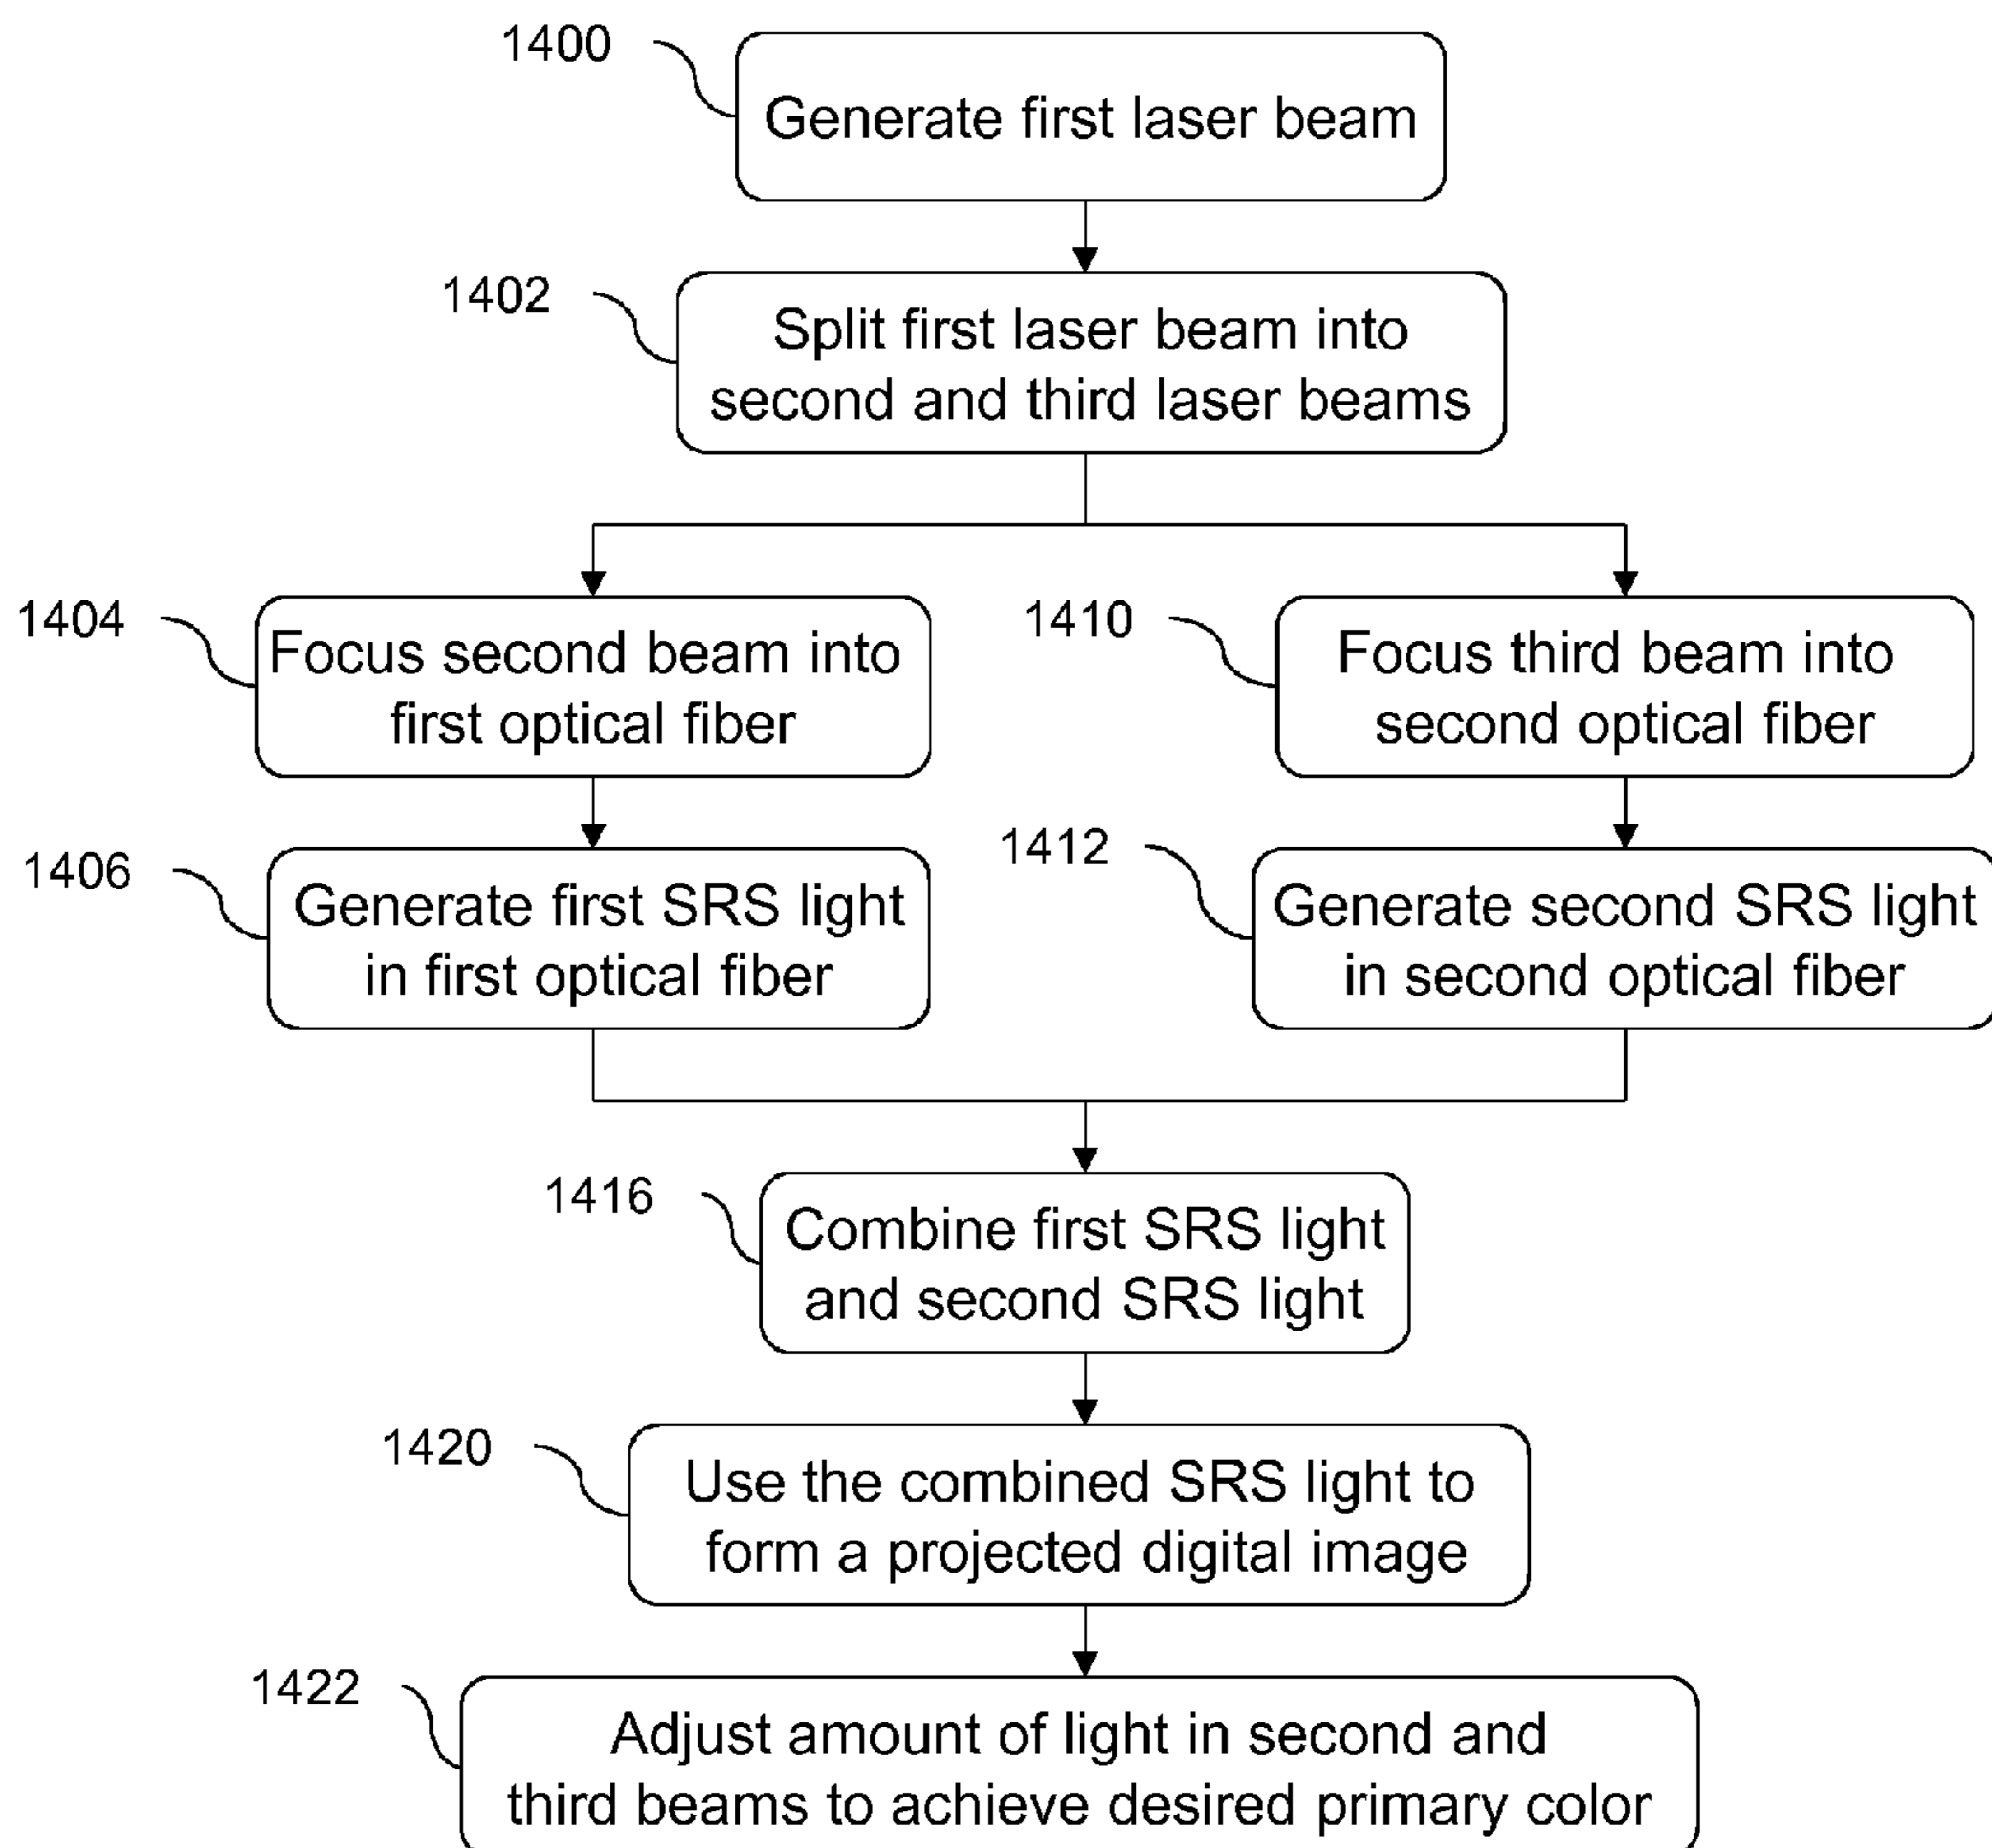 1400
Generate first laser beam
1402
Split first laser beam into
second and third laser beams
1404
Focus second beam into
first optical fiber
1410
Focus third beam into
second optical fiber
1406
Generate first SRS light
in first optical fiber
1412
Generate second SRS light
in second optical fiber
1416
Combine first SRS light
and second SRS light
1420
Use the combined SRS light to
form a projected digital image
1422
Adjust amount of light in second and
third beams to achieve desired primary color